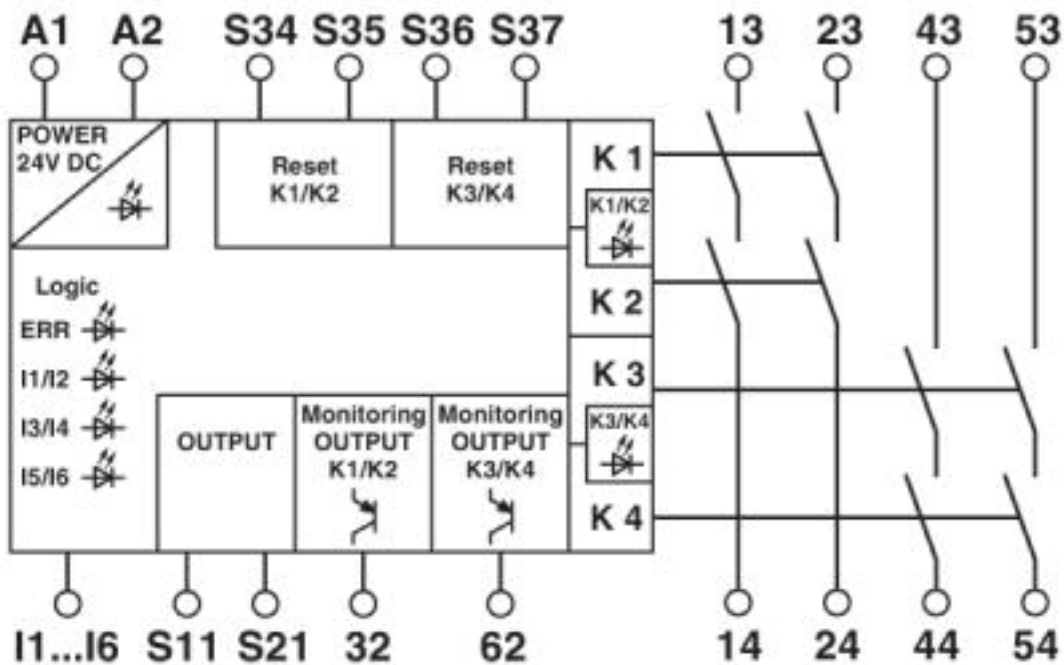 A1 A2 S34 S35 S36 S37 13 23 43 53
POWER
24V DC
Reset
K1/K2
Reset
K3/K4
K 1
K1/K2
K 2
Logic
ERR
I1/I2
I3/I4
I5/I6
OUTPUT
Monitoring
OUTPUT
K1/K2
Monitoring
OUTPUT
K3/K4
K 3
K3/K4
K 4
I1...I6 S11 S21 32 62 14 24 44 54